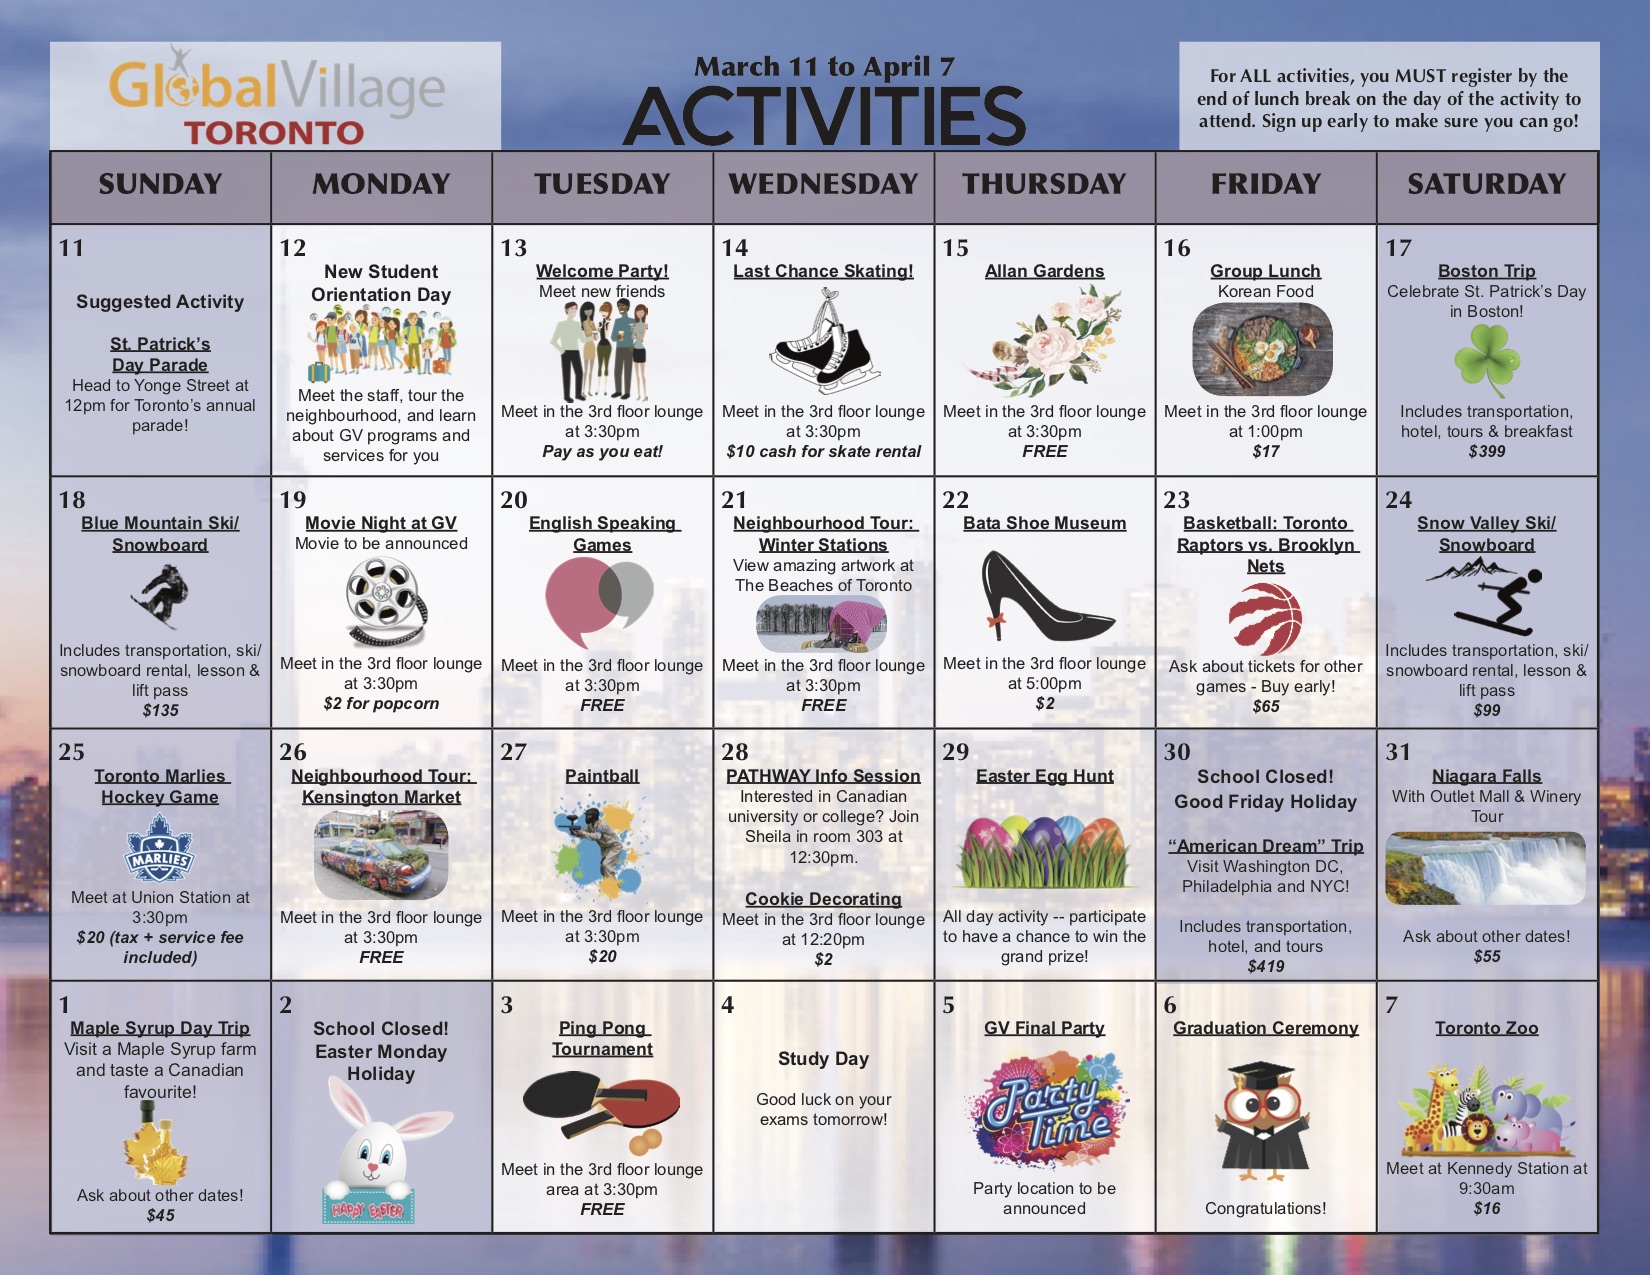 GlobalVillage
TORONTO
March 11 to April 7
ACTIVITIES
For ALL activities, you MUST register by the
end of lunch break on the day of the activity to
attend. Sign up early to make sure you can go!
SUNDAY
MONDAY
TUESDAY
WEDNESDAY
THURSDAY
FRIDAY
SATURDAY
11
Suggested Activity
St. Patrick's
Day Parade
Head to Yonge Street at
12pm for Toronto's annual
parade!
12
New Student
Orientation Day
Meet the staff, tour the
neighbourhood, and learn
about GV programs and
services for you
13
Welcome Party!
Meet new friends
Meet in the 3rd floor lounge
at 3:30pm
Pay as you eat!
14
Last Chance Skating!
Meet in the 3rd floor lounge
at 3:30pm
$10 cash for skate rental
15
Allan Gardens
Meet in the 3rd floor lounge
at 3:30pm
FREE
16
Group Lunch
Korean Food
Meet in the 3rd floor lounge
at 1:00pm
$17
17
Boston Trip
Celebrate St. Patrick's Day
in Boston!
Includes transportation,
hotel, tours & breakfast
$399
18
Blue Mountain Ski/
Snowboard
Includes transportation, ski/
snowboard rental, lesson &
lift pass
$135
19
Movie Night at GV
Movie to be announced
Meet in the 3rd floor lounge
at 3:30pm
$2 for popcorn
20
English Speaking
Games
Meet in the 3rd floor lounge
at 3:30pm
FREE
21
Neighbourhood Tour:
Winter Stations
View amazing artwork at
The Beaches of Toronto
Meet in the 3rd floor lounge
at 3:30pm
FREE
22
Bata Shoe Museum
Meet in the 3rd floor lounge
at 5:00pm
$2
23
Basketball: Toronto
Raptors vs. Brooklyn
Nets
Ask about tickets for other
games - Buy early!
$65
24
Snow Valley Ski/
Snowboard
Includes transportation, ski/
snowboard rental, lesson &
lift pass
$99
25
Toronto Marlies
Hockey Game
MARLIES
Meet at Union Station at
3:30pm
$20 (tax + service fee
included)
26
Neighbourhood Tour:
Kensington Market
Meet in the 3rd floor lounge
at 3:30pm
FREE
27
Paintball
Meet in the 3rd floor lounge
at 3:30pm
$20
28
PATHWAY Info Session
Interested in Canadian
university or college? Join
Sheila in room 303 at
12:30pm.
Cookie Decorating
Meet in the 3rd floor lounge
at 12:20pm
$2
29
Easter Egg Hunt
All day activity -- participate
to have a chance to win the
grand prize!
30
School Closed!
Good Friday Holiday
“American Dream” Trip
Visit Washington DC,
Philadelphia and NYC!
Includes transportation,
hotel, and tours
$419
31
Niagara Falls
With Outlet Mall & Winery
Tour
Ask about other dates!
$55
1
Maple Syrup Day Trip
Visit a Maple Syrup farm
and taste a Canadian
favourite!
Ask about other dates!
$45
2
School Closed!
Easter Monday
Holiday
HAPPY EASTER
3
Ping Pong
Tournament
Meet in the 3rd floor lounge
area at 3:30pm
FREE
4
Study Day
Good luck on your
exams tomorrow!
5
GV Final Party
Party
Time
Party location to be
announced
6
Graduation Ceremony
Congratulations!
7
Toronto Zoo
Meet at Kennedy Station at
9:30am
$16